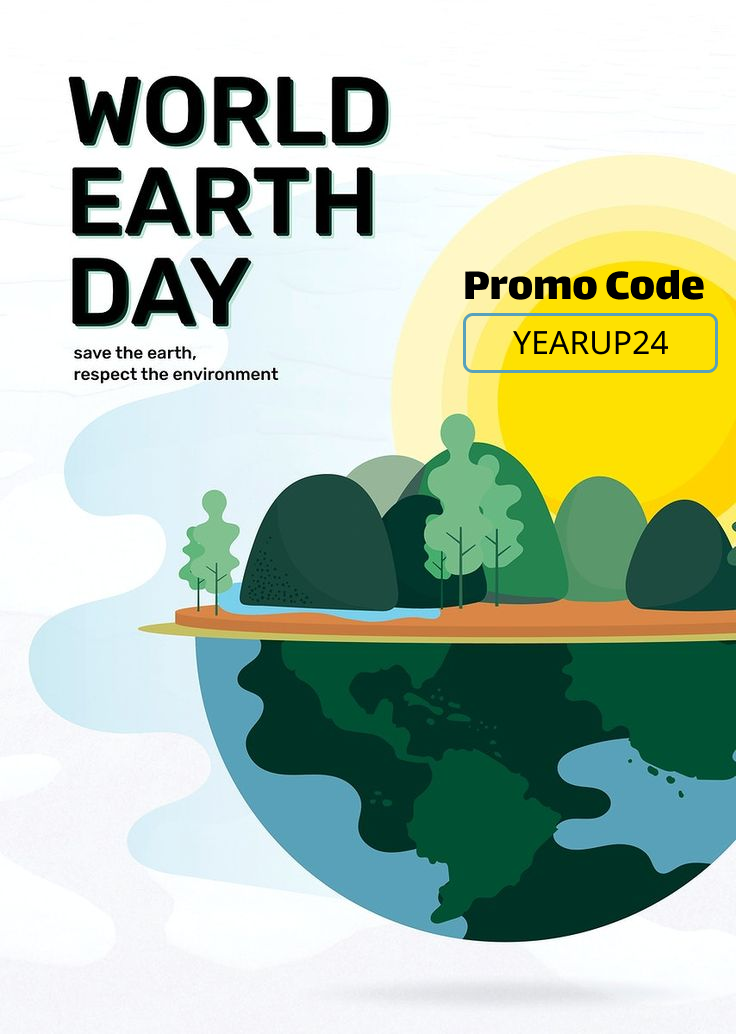 WORLD
EARTH
DAY
save the earth,
respect the environment
Promo Code
YEARUP24